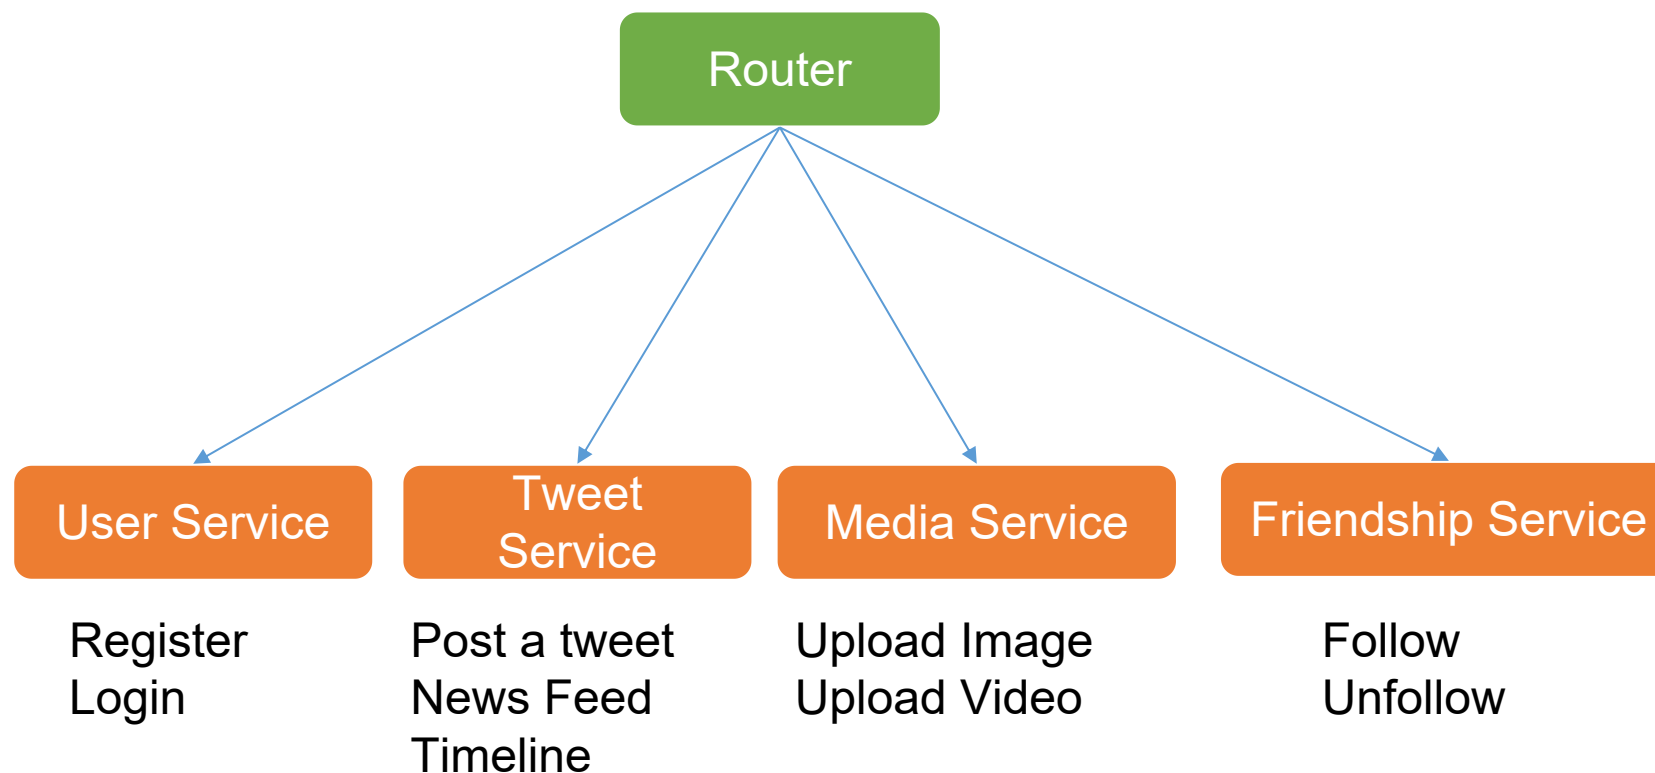 Router
User Service
Tweet
Service
Media Service
Friendship Service
Register
Login
Post a tweet
News Feed
Timeline
Upload Image
Upload Video
Follow
Unfollow